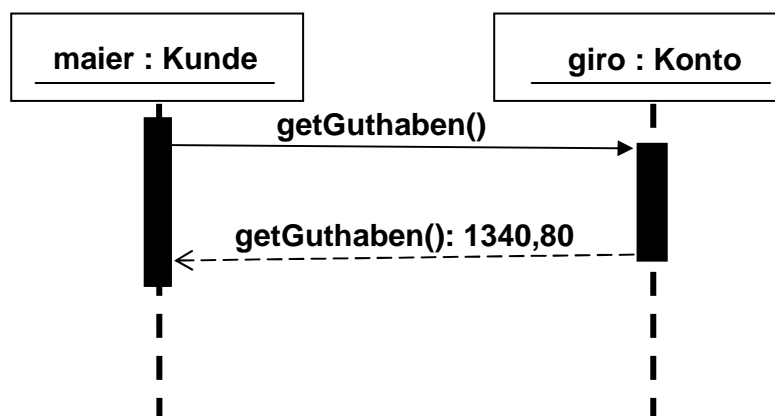 maier : Kunde
giro : Konto
getGuthaben()
getGuthaben(): 1340,80